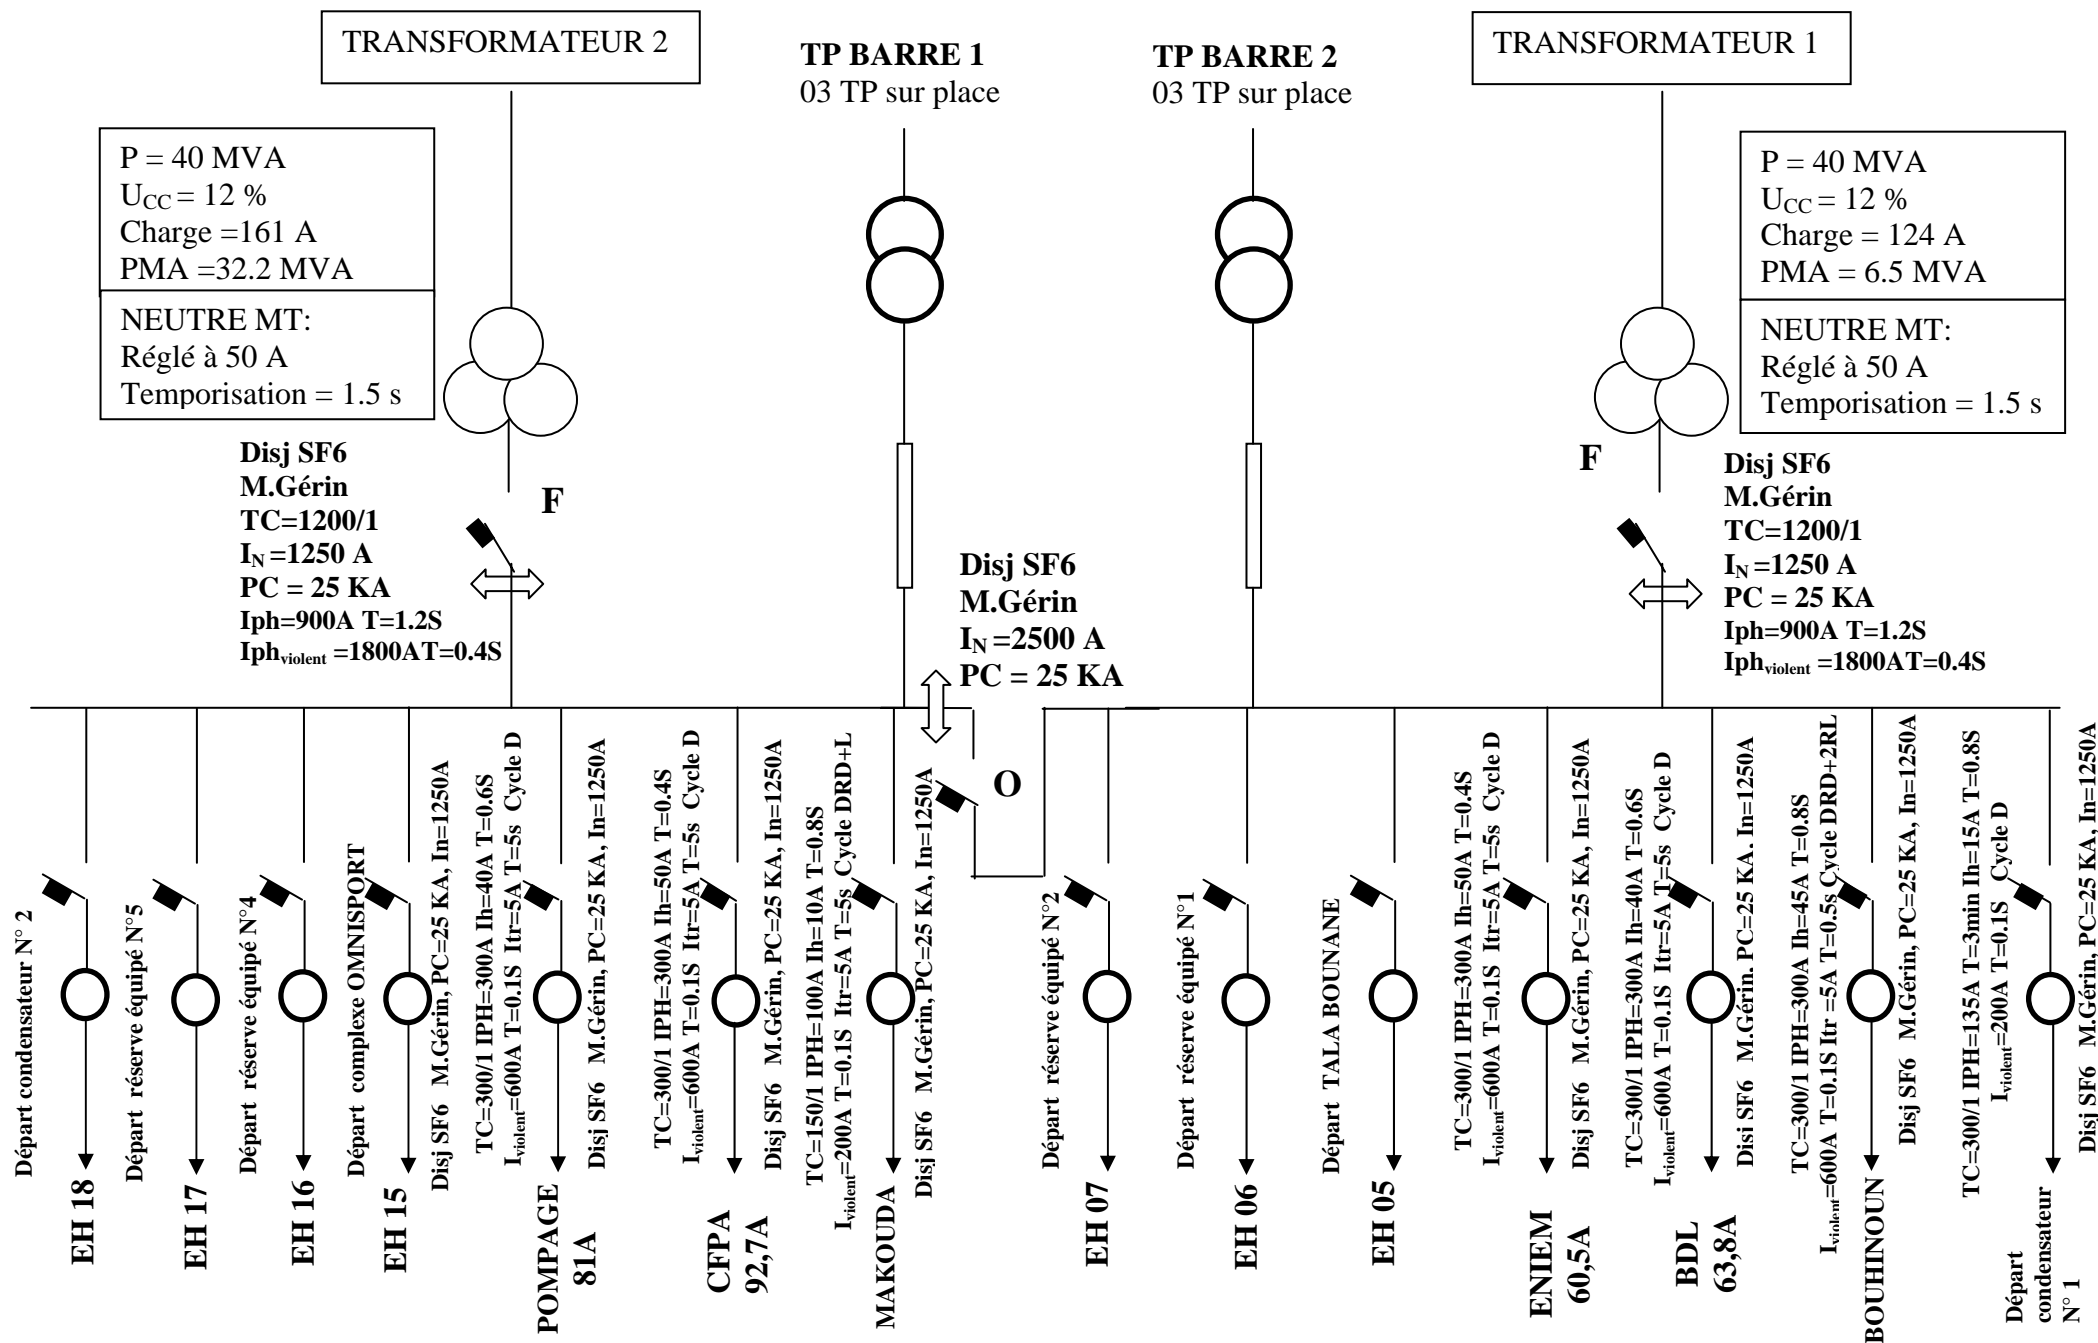 TRANSFORMATEUR 2
TP BARRE 1
03 TP sur place
TP BARRE 2
03 TP sur place
TRANSFORMATEUR 1
P = 40 MVA
UCC = 12 %
Charge =161 A
PMA =32.2 MVA
NEUTRE MT:
Réglé à 50 A
Temporisation = 1.5 s
P = 40 MVA
UCC = 12 %
Charge = 124 A
PMA = 6.5 MVA
NEUTRE MT:
Réglé à 50 A
Temporisation = 1.5 s
Disj SF6
M.Gérin
TC=1200/1
IN =1250 A
PC = 25 KA
Iph=900A T=1.2S
Iphviolent =1800AT=0.4S
F
Disj SF6
M.Gérin
IN =2500 A
PC = 25 KA
O
F
Disj SF6
M.Gérin
TC=1200/1
IN =1250 A
PC = 25 KA
Iph=900A T=1.2S
Iphviolent =1800AT=0.4S
Départ condensateur N° 2
EH 18
Départ réserve équipé N°5
EH 17
Départ réserve équipé N°4
EH 16
Départ complexe OMNISPORT
EH 15
Disj SF6 M.Gérin, PC=25 KA, In=1250A
TC=300/1 IPH=300A Ih=40A T=0.6S
Iviolent=600A T=0.1S Itr=5A T=5s Cycle D
POMPAGE
81A
Disj SF6 M.Gérin, PC=25 KA, In=1250A
TC=300/1 IPH=300A Ih=50A T=0.4S
Iviolent=600A T=0.1S Itr=5A T=5s Cycle D
CFPA
92,7A
Disj SF6 M.Gérin, PC=25 KA, In=1250A
TC=150/1 IPH=100A Ih=10A T=0.8S
Iviolent=200A T=0.1S Itr=5A T=5s Cycle DRD+L
MAKOUDA
Disj SF6 M.Gérin, PC=25 KA, In=1250A
Départ réserve équipé N°2
EH 07
Départ réserve équipé N°1
EH 06
Départ TALA BOUNANE
EH 05
TC=300/1 IPH=300A Ih=50A T=0.4S
Iviolent=600A T=0.1S Itr=5A T=5s Cycle D
ENIEM
60,5A
Disj SF6 M.Gérin, PC=25 KA, In=1250A
TC=300/1 IPH=300A Ih=40A T=0.6S
Iviolent=600A T=0.1S Itr=5A T=5s Cycle D
BDL
63,8A
Disj SF6 M.Gérin. PC=25 KA. In=1250A
TC=300/1 IPH=300A Ih=45A T=0.8S
Iviolent=600A T=0.1S Itr =5A T=0.5s Cycle DRD+2RL
BOUHINOUN
Disj SF6 M.Gérin, PC=25 KA, In=1250A
TC=300/1 IPH=135A T=3min Ih=15A T=0.8S
Iviolent=200A T=0.1S Cycle D
Départ
condensateur
N° 1
Disj SF6 M.Gérin, PC=25 KA, In=1250A